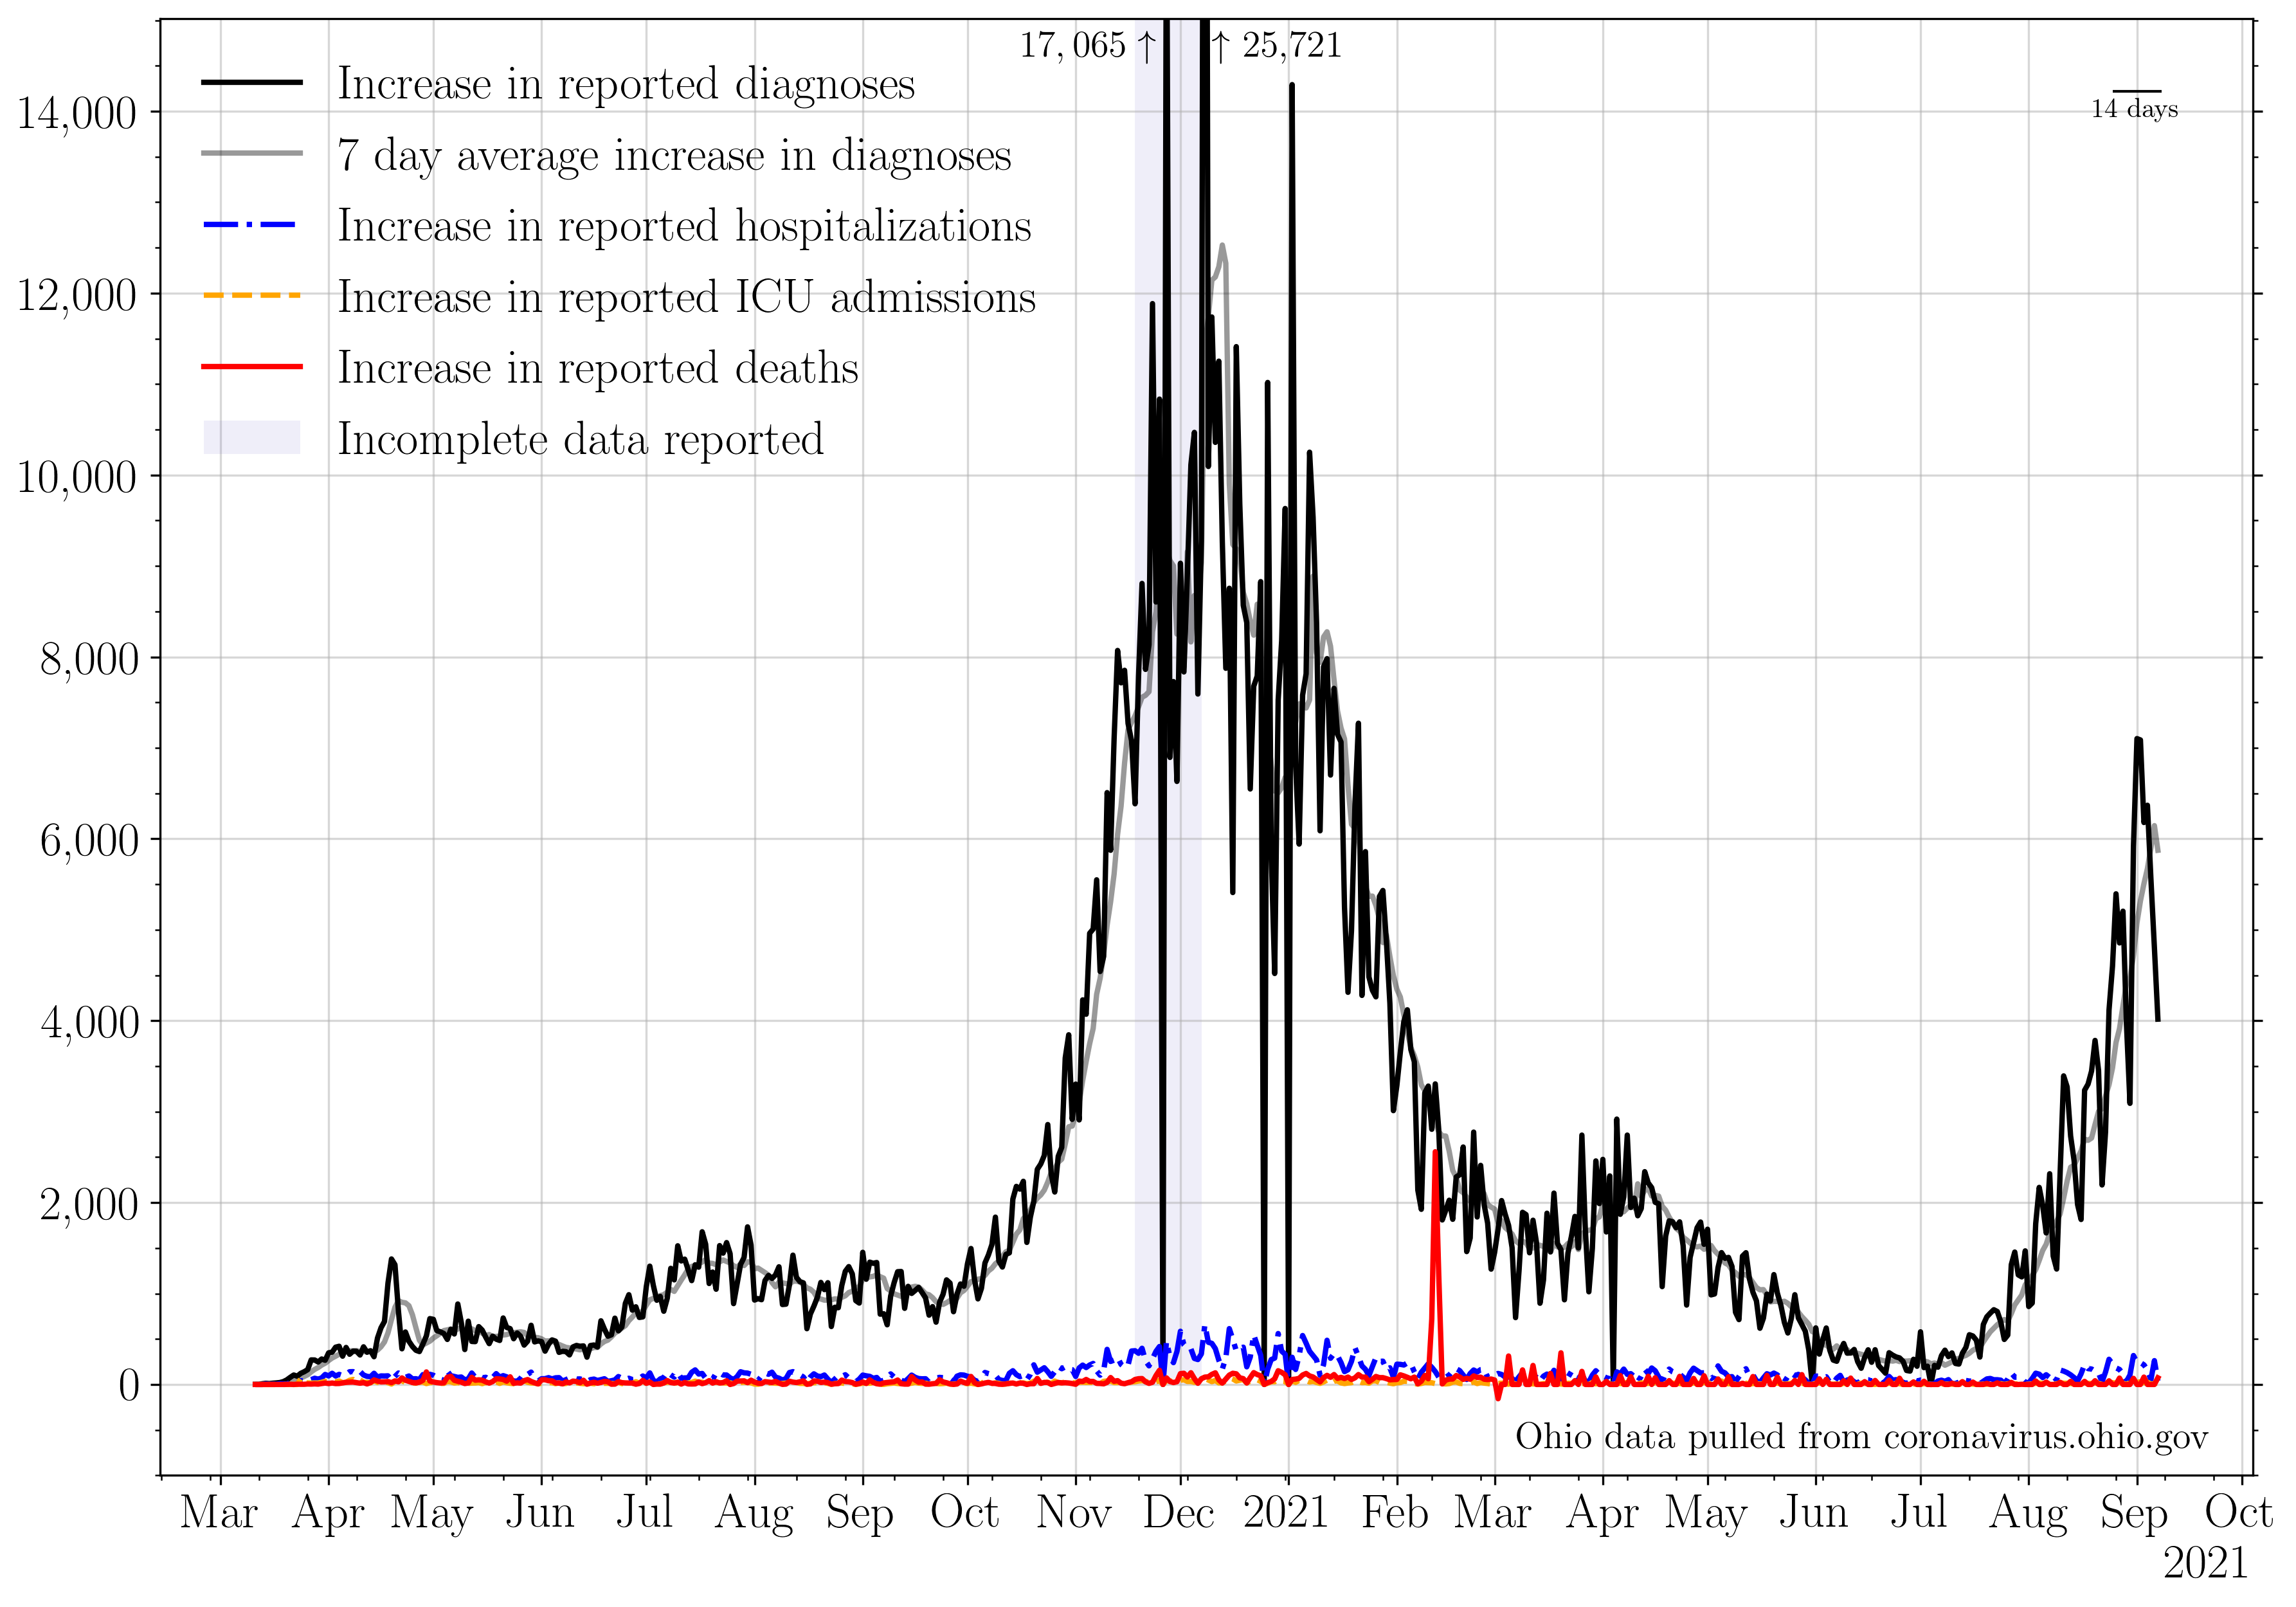 17,065 ↑ ↑ 25,721
Increase in reported diagnoses
7 day average increase in diagnoses
Increase in reported hospitalizations
Increase in reported ICU admissions
Increase in reported deaths
Incomplete data reported
14 days
14,000
12,000
10,000
8,000
6,000
4,000
2,000
0
Ohio data pulled from coronavirus.ohio.gov
Mar Apr May Jun Jul Aug Sep Oct Nov Dec 2021 Feb Mar Apr May Jun Jul Aug Sep Oct
2021